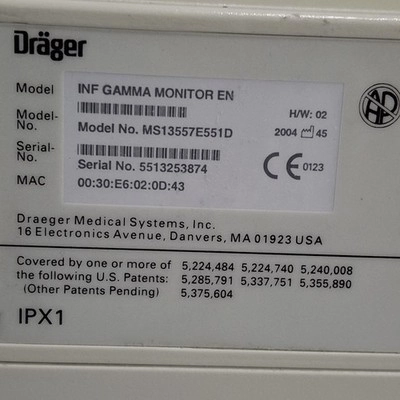 Dräger
Model INF GAMMA MONITOR EN
H/W: 02
Model-No. Model No. MS13557E551D 2004 45
Serial-No. Serial No. 5513253874 CE 0123
MAC 00:30:E6:02:0D:43
Draeger Medical Systems, Inc.
16 Electronics Avenue, Danvers, MA 01923 USA
Covered by one or more of 5,224,484 5,224,740 5,240,008
the following U.S. Patents: 5,285,791 5,337,751 5,355,890
(Other Patents Pending) 5,375,604
IPX1